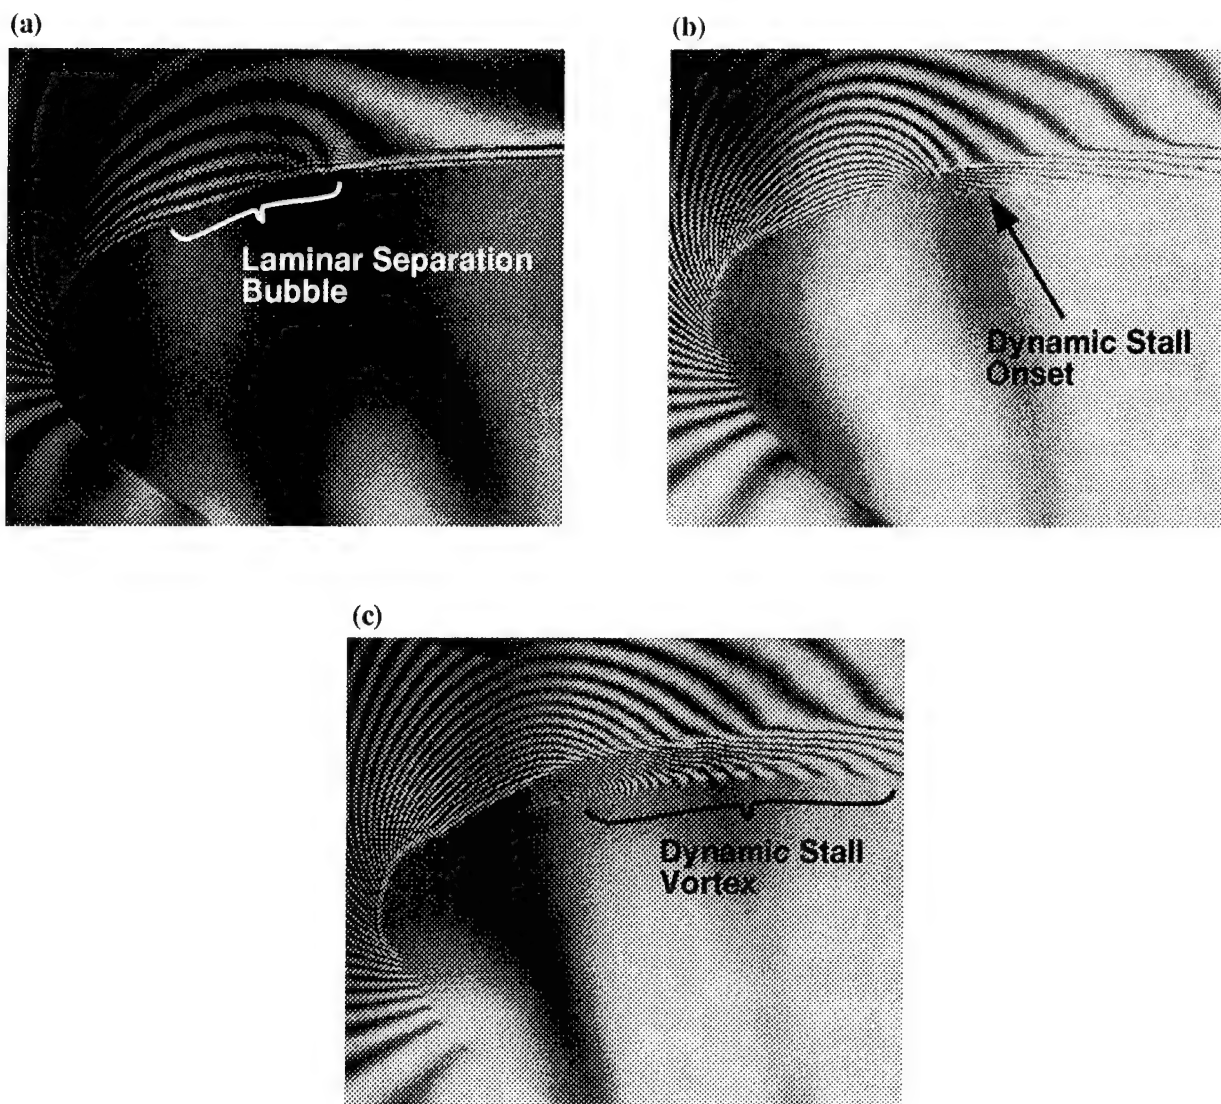 (a)
(b)
Laminar Separation
Bubble
Dynamic Stall
Onset
(c)
Dynamic Stall
Vortex